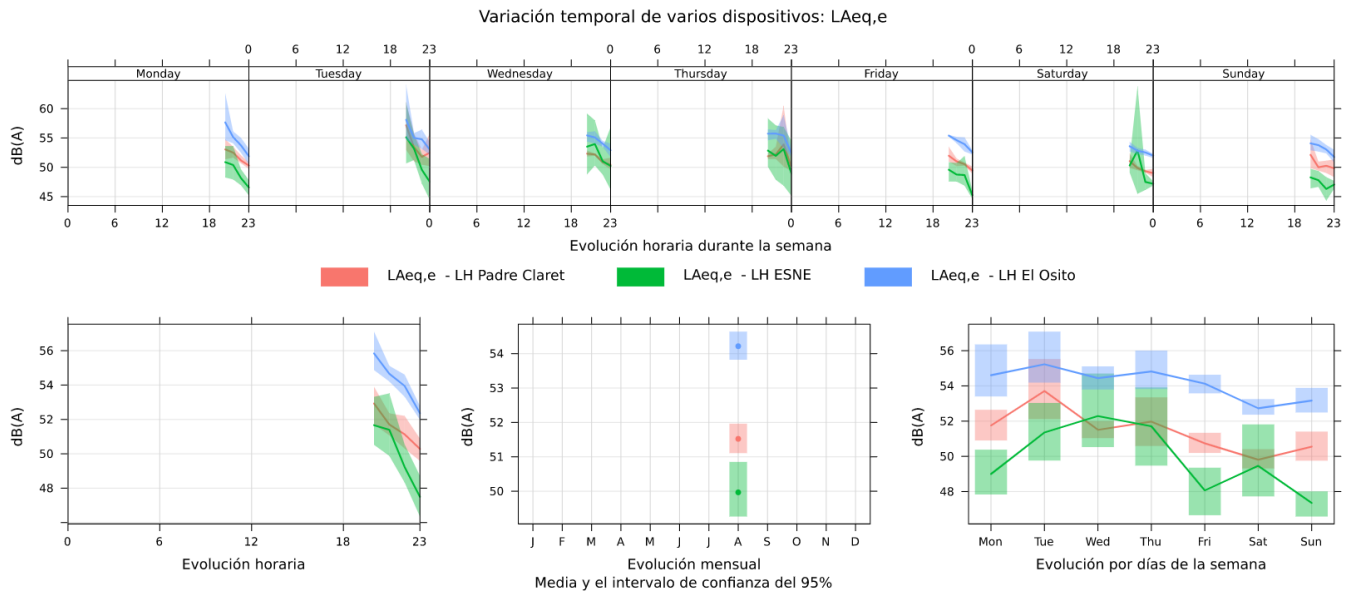 Variación temporal de varios dispositivos: LAeq,e
0 6 12 18 23 0 6 12 18 23 0 6 12 18 23
Monday Tuesday Wednesday Thursday Friday Saturday Sunday
60
55
50
45
dB(A)
0 6 12 18 23 0 6 12 18 23 0 6 12 18 23 0 6 12 18 23
Evolución horaria durante la semana
LAeq,e - LH Padre Claret LAeq,e - LH ESNE LAeq,e - LH El Osito
56
54
52
50
48
dB(A)
0 6 12 18 23
Evolución horaria
54
53
52
51
50
dB(A)
J F M A M J J A S O N D
Evolución mensual
Media y el intervalo de confianza del 95%
56
54
52
50
48
dB(A)
Mon Tue Wed Thu Fri Sat Sun
Evolución por días de la semana